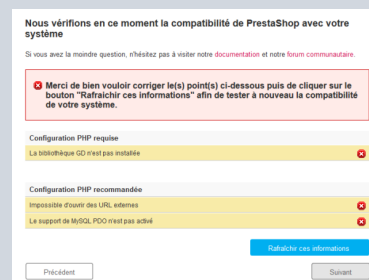 Nous vérifions en ce moment la compatibilité de PrestaShop avec votre
système
Si vous avez la moindre question, n'hésitez pas à visiter notre documentation et notre forum communautaire.
Merci de bien vouloir corriger le(s) point(s) ci-dessous puis de cliquer sur le
bouton "Rafraichir ces informations" afin de tester à nouveau la compatibilité
de votre système.
Configuration PHP requise
La bibliothèque GD n'est pas installée
Configuration PHP recommandée
Impossible d'ouvrir des URL externes
Le support de MySQL PDO n'est pas activé
Rafraîchir ces informations
Précédent
Suivant